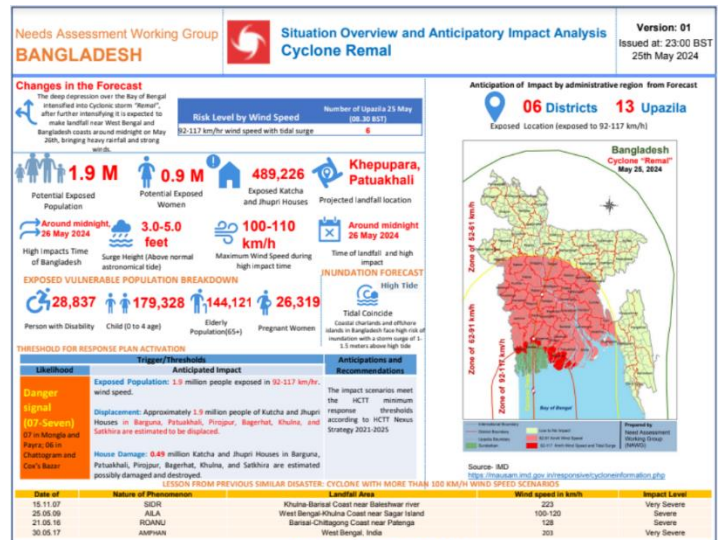 Needs Assessment Working Group
BANGLADESH
Situation Overview and Anticipatory Impact Analysis
Cyclone Remal
Version: 01
Issued at: 23:00 BST
25th May 2024
Changes in the Forecast
The deep depression over the Bay of Bengal
intensified into Cyclonic storm "Remal",
after further intensifying it is expected to
make landfall near West Bengal and
Bangladesh coasts around midnight on May
26th, bringing heavy rainfall and strong
winds.
Risk Level by Wind Speed
Number of Upazila 25 May
(08.30 BST)
92-117 km/hr wind speed with tidal surge
6
1.9 M
Potential Exposed
Population
0.9 M
Potential Exposed
Women
489,226
Exposed Katcha
and Jhupri Houses
Khepupara,
Patuakhali
Projected landfall location
Around midnight,
26 May 2024
High Impacts Time
of Bangladesh
3.0-5.0
feet
Surge Height (Above normal
astronomical tide)
100-110
km/h
Maximum Wind Speed during
high impact time
Around midnight
26 May 2024
Time of landfall and high
impact
EXPOSED VULNERABLE POPULATION BREAKDOWN
28,837
Person with Disability
179,328
Child (0 to 4 age)
144,121
Elderly
Population(65+)
26,319
Pregnant Women
INUNDATION FORECAST
High Tide
Tidal Coincide
Coastal charlands and offshore
islands in Bangladesh face high risk of
inundation with a storm surge of 1-
1.5 meters above high tide
THRESHOLD FOR RESPONSE PLAN ACTIVATION
Trigger/Thresholds
Anticipations and
Recommendations
Likelihood
Anticipated Impact
Danger
signal
(07-Seven)
07 in Mongla and
Payra; 06 in
Chattogram and
Cox's Bazar
Exposed Population: 1.9 million people exposed in 92-117 km/hr.
wind speed.
Displacement: Approximately 1.9 million people of Kutcha and Jhupri
Houses in Barguna, Patuakhali, Pirojpur, Bagerhat, Khulna, and
Satkhira are estimated to be displaced.
House Damage: 0.49 million Katcha and Jhupri Houses in Barguna,
Patuakhali, Pirojpur, Bagerhat, Khulna, and Satkhira are estimated
possibly damaged and destroyed.
The impact scenarios meet
the HCTT minimum
response thresholds
according to HCTT Nexus
Strategy 2021-2025
Anticipation of Impact by administrative region from Forecast
06 Districts 13 Upazila
Exposed Location (exposed to 92-117 km/h)
Bangladesh
Cyclone "Remal"
May 25, 2024
Zone of 52-61 km/h
Zone of 62-91 km/h
Zone of 92-117 km/h
Bay of Bengal
Prepared by
Need Assessment
Working Group
(NAWG)
Source- IMD
https://mausam.imd.gov.in/responsive/cycloneinformation.php
LESSON FROM PREVIOUS SIMILAR DISASTER: CYCLONE WITH MORE THAN 100 KM/H WIND SPEED SCENARIOS
Date of Nature of Phenomenon Landfall Area Wind speed in km/h Impact Level
15.11.07 SIDR Khulna-Barisal Coast near Baleshwar river 223 Very Severe
25.05.09 AILA West Bengal-Khulna Coast near Sagar Island 100-120 Severe
21.05.16 ROANU Barisal-Chittagong Coast near Patenga 128 Severe
30.05.17 AMPHAN West Bengal, India 203 Very Severe